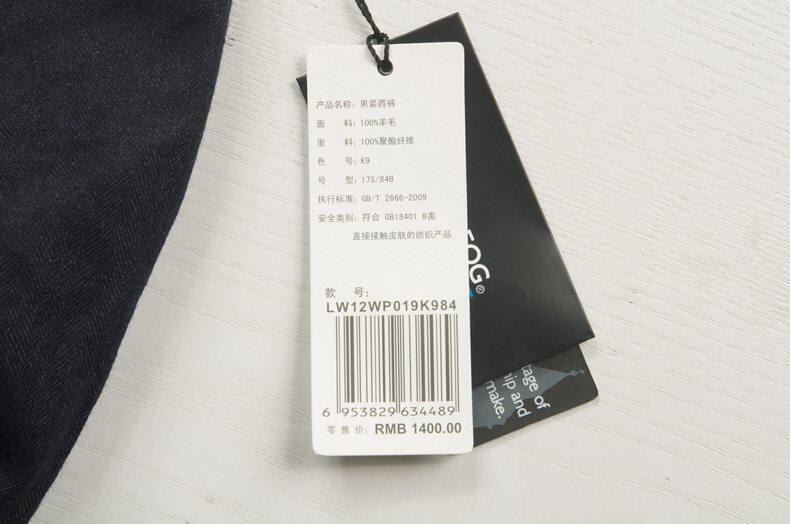 产品名称: 男装西裤
面 料: 100%羊毛
里 料: 100%聚酯纤维
色 号: K9
号 型: 175/84B
执行标准: GB/T 2666-2009
安全类别: 符合 GB18401 B类
直接接触皮肤的纺织产品
款 号:
LW12WP019K984
6 953829 634489
零售价: RMB 1400.00
FOG®
tage of
hip and
make.